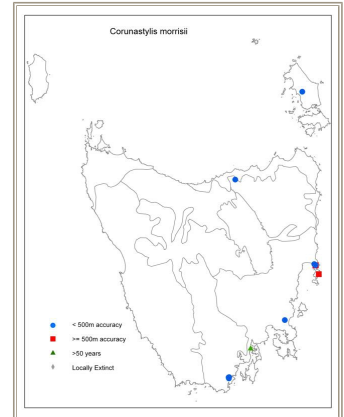 Corunastylis morrisii
< 500m accuracy
>= 500m accuracy
>50 years
Locally Extinct